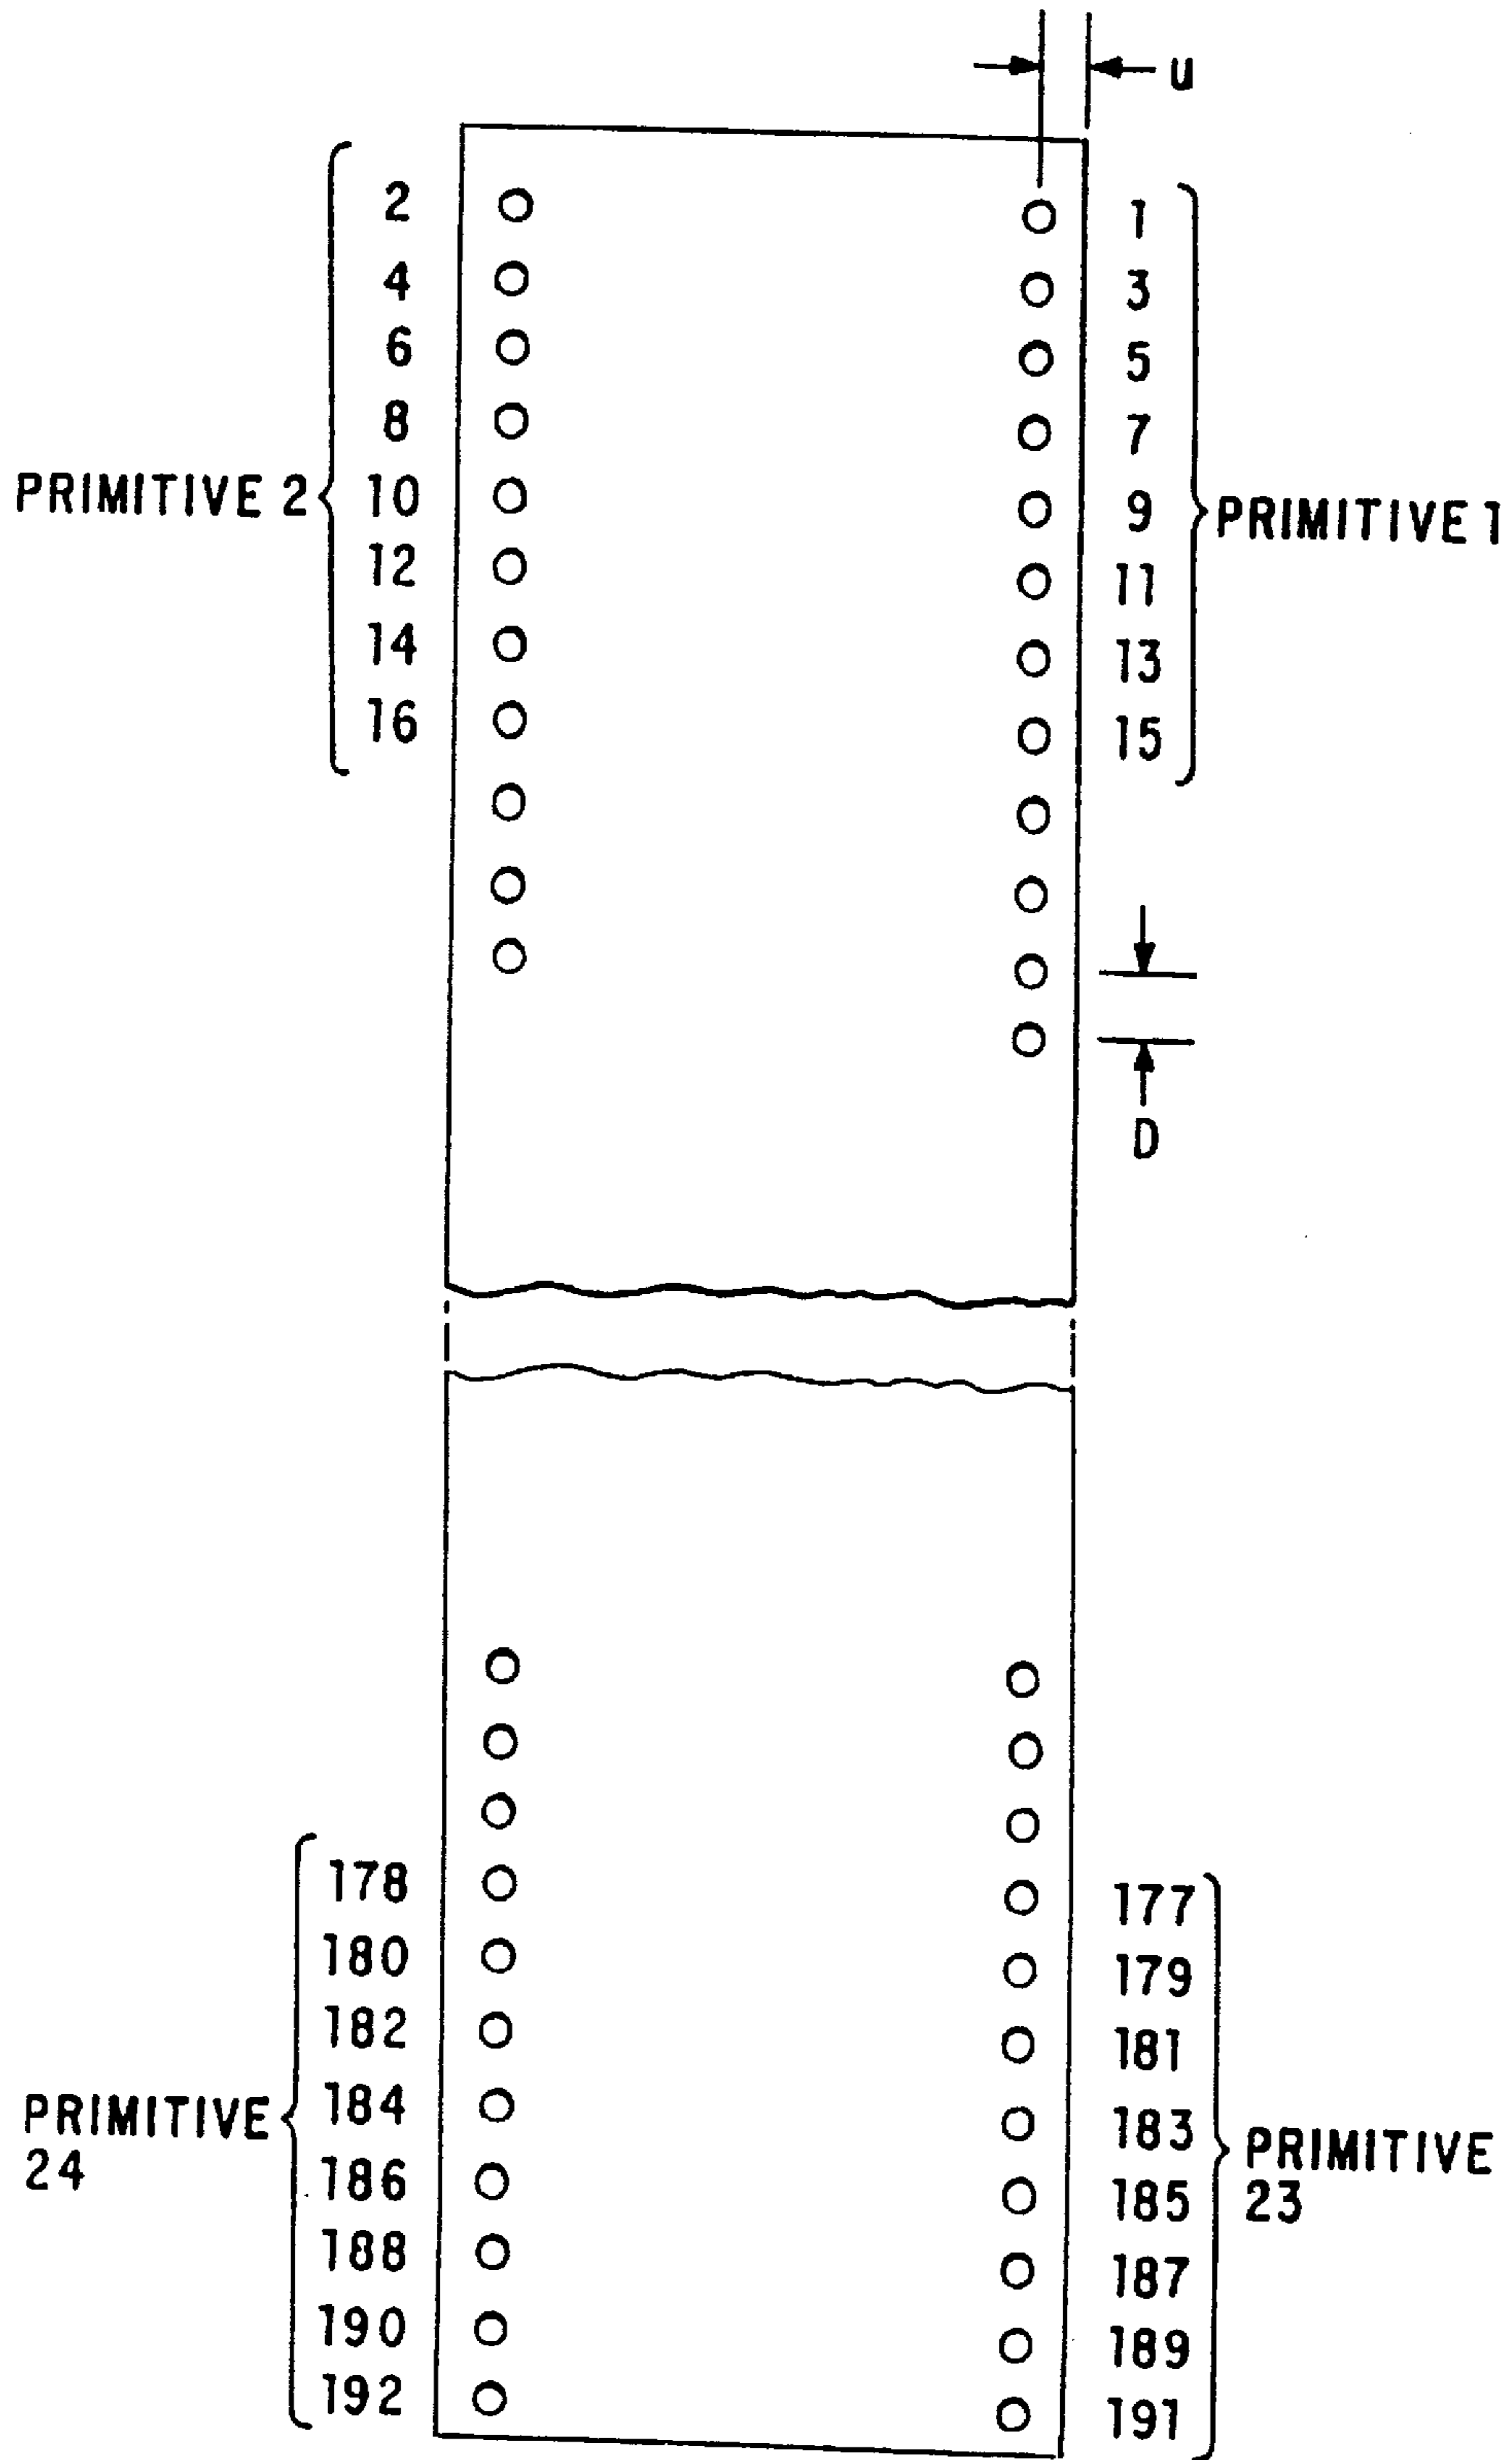 u
2 1
4 3
6 5
8 7
PRIMITIVE 2 10 9 PRIMITIVE 1
12 11
14 13
16 15
D
178 177
180 179
182 181
PRIMITIVE 184 183 PRIMITIVE
24 186 185 23
188 187
190 189
192 191